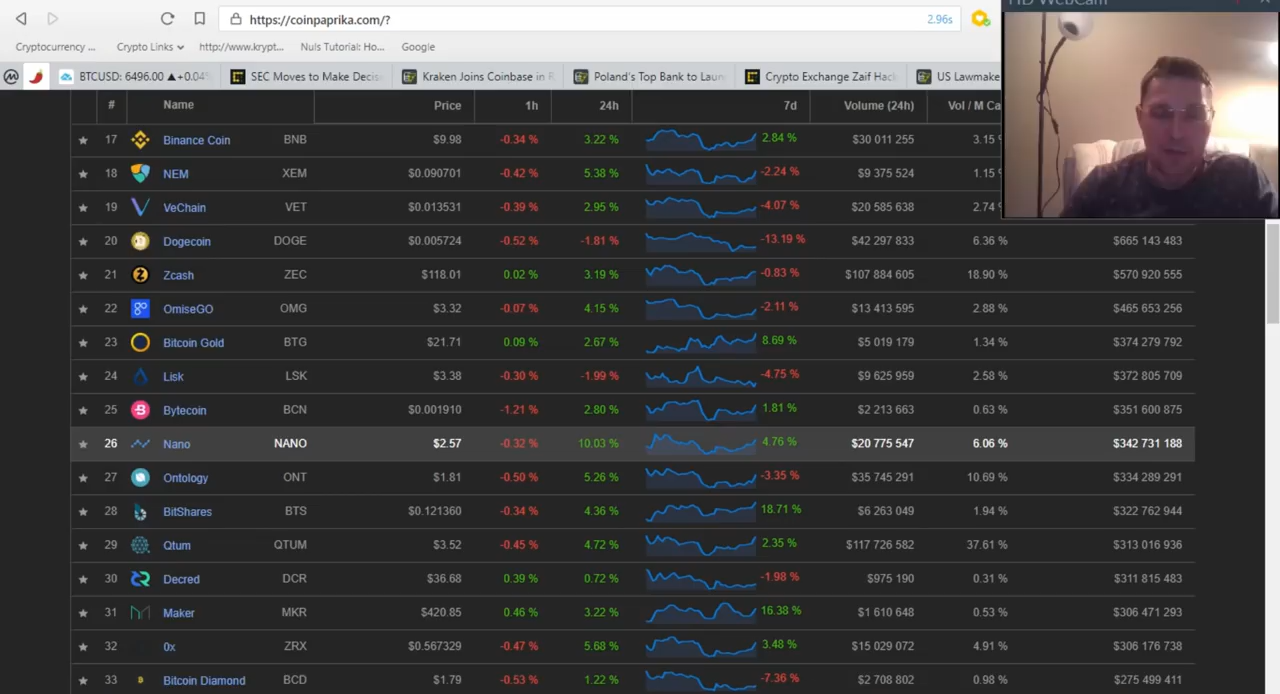 HD WebCam
https://coinpaprika.com/?
2.96s
Cryptocurrency ... Crypto Links http://www.krypt... Nuls Tutorial: Ho... Google
BTCUSD: 6496.00 ▲+0.04% SEC Moves to Make Decis Kraken Joins Coinbase in R Poland's Top Bank to Laun Crypto Exchange Zaif Hac US Lawmake
# Name Price 1h 24h 7d Volume (24h) Vol / M Ca
17 Binance Coin BNB $9.98 -0.34 % 3.22 % 2.84 % $30 011 255 3.15 %
18 NEM XEM $0.090701 -0.42 % 5.38 % -2.24 % $9 375 524 1.15 %
19 VeChain VET $0.013531 -0.39 % 2.95 % -4.07 % $20 585 638 2.74 %
20 Dogecoin DOGE $0.005724 -0.52 % -1.81 % -13.19 % $42 297 833 6.36 % $665 143 483
21 Zcash ZEC $118.01 0.02 % 3.19 % -0.83 % $107 884 605 18.90 % $570 920 555
22 OmiseGO OMG $3.32 -0.07 % 4.15 % -2.11 % $13 413 595 2.88 % $465 653 256
23 Bitcoin Gold BTG $21.71 0.09 % 2.67 % 8.69 % $5 019 179 1.34 % $374 279 792
24 Lisk LSK $3.38 -0.30 % -1.99 % -4.75 % $9 625 959 2.58 % $372 805 709
25 Bytecoin BCN $0.001910 -1.21 % 2.80 % 1.81 % $2 213 663 0.63 % $351 600 875
26 Nano NANO $2.57 -0.32 % 10.03 % 4.76 % $20 775 547 6.06 % $342 731 188
27 Ontology ONT $1.81 -0.50 % 5.26 % -3.35 % $35 745 291 10.69 % $334 289 291
28 BitShares BTS $0.121360 -0.34 % 4.36 % 18.71 % $6 263 049 1.94 % $322 762 944
29 Qtum QTUM $3.52 -0.45 % 4.72 % 2.35 % $117 726 582 37.61 % $313 016 936
30 Decred DCR $36.68 0.39 % 0.72 % -1.98 % $975 190 0.31 % $311 815 483
31 Maker MKR $420.85 0.46 % 3.22 % 16.38 % $1 610 648 0.53 % $306 471 293
32 0x ZRX $0.567329 -0.47 % 5.68 % 3.48 % $15 029 072 4.91 % $306 176 738
33 Bitcoin Diamond BCD $1.79 -0.53 % 1.22 % -7.36 % $2 708 802 0.98 % $275 499 411